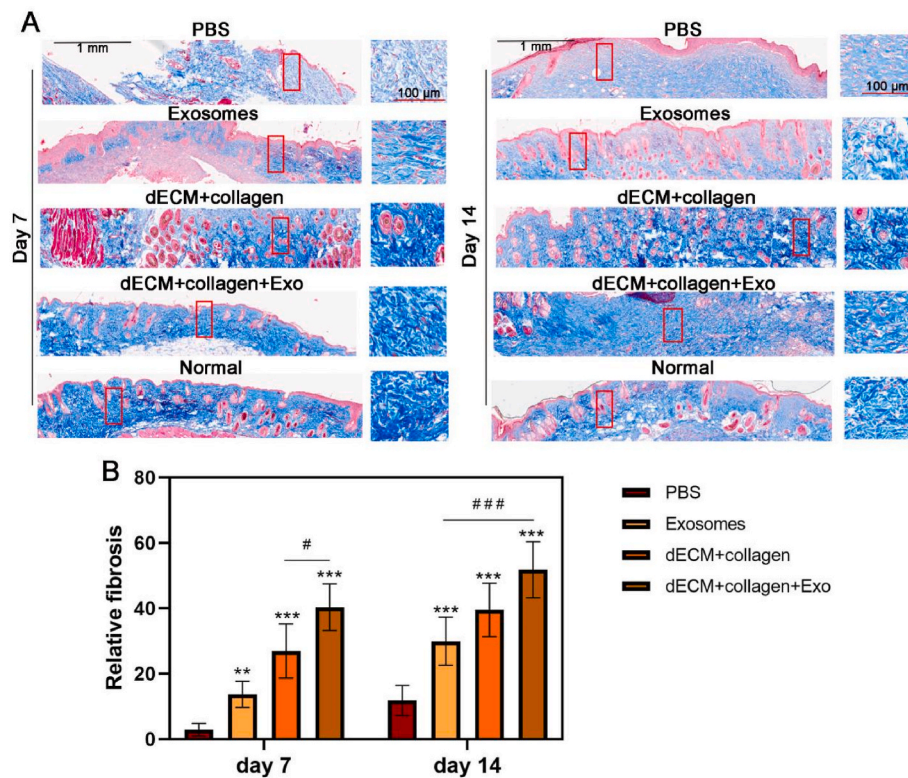 A
PBS
1 mm
100 µm
Exosomes
dECM+collagen
Day 7
dECM+collagen+Exo
Normal
PBS
1 mm
100 µm
Exosomes
dECM+collagen
Day 14
dECM+collagen+Exo
Normal
B
80
60
40
20
0
Relative fibrosis
**
***
#
***
***
***
###
***
day 7
day 14
PBS
Exosomes
dECM+collagen
dECM+collagen+Exo